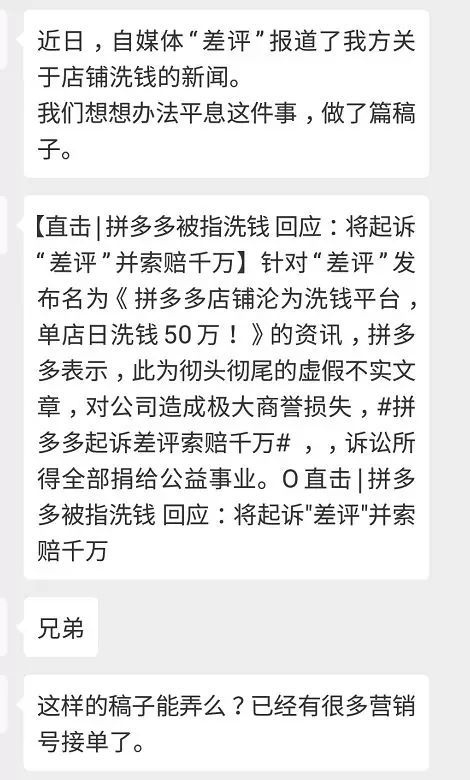 近日，自媒体“差评”报道了我方关
于店铺洗钱的新闻。
我们想想办法平息这件事，做了篇稿
子。
【直击|拼多多被指洗钱 回应：将起诉
“差评”并索赔千万】针对“差评”发
布名为《拼多多店铺沦为洗钱平台，
单店日洗钱 50 万！》的资讯，拼多
多表示，此为彻头彻尾的虚假不实文
章，对公司造成极大商誉损失，#拼
多多起诉差评索赔千万# ，，诉讼所
得全部捐给公益事业。O 直击|拼多
多被指洗钱 回应：将起诉"差评"并索
赔千万
兄弟
这样的稿子能弄么？已经有很多营销
号接单了。